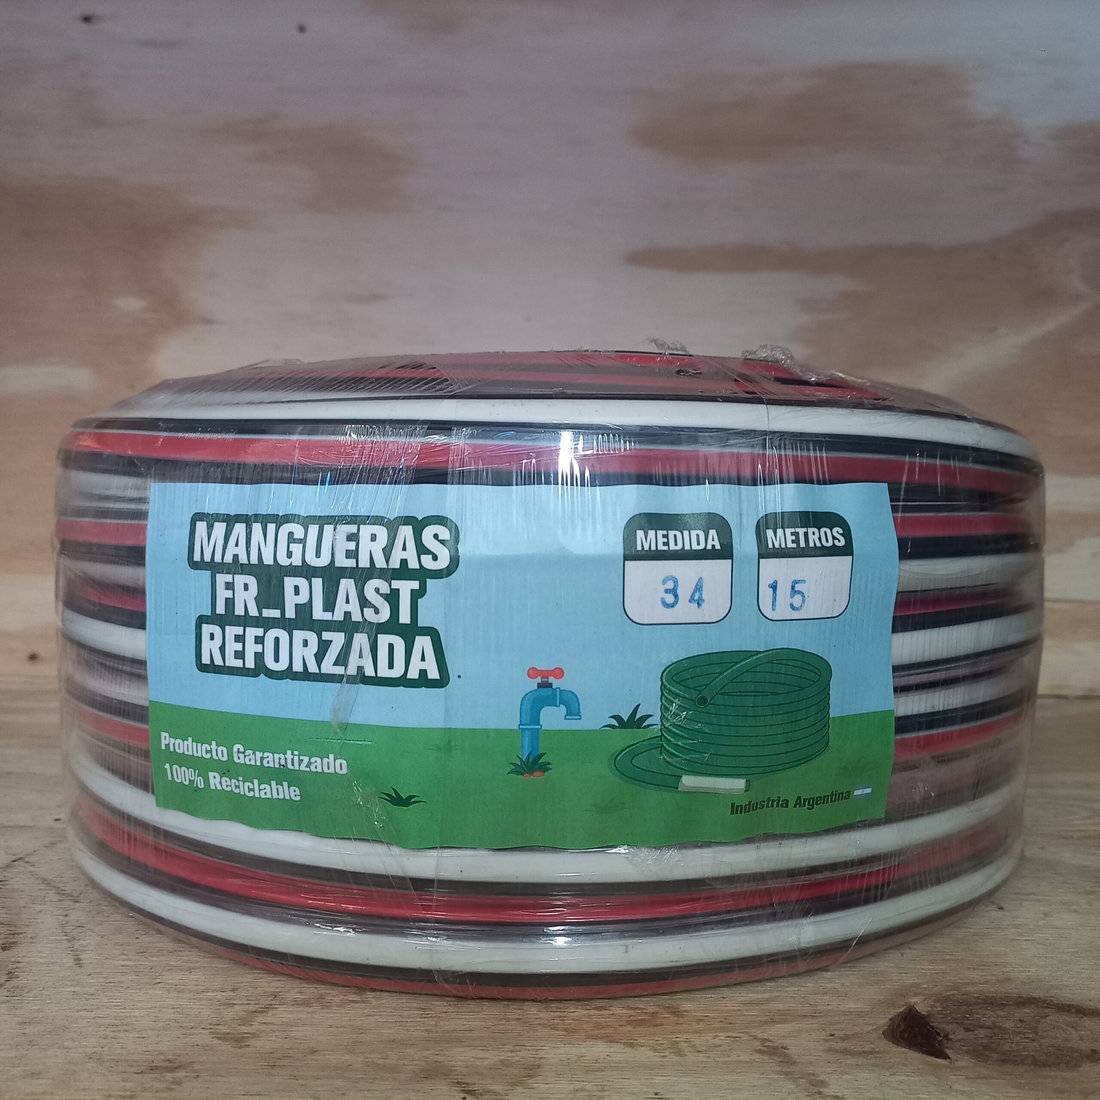 MANGUERAS
FR_PLAST
REFORZADA
MEDIDA
34
METROS
15
Producto Garantizado
100% Reciclable
Industria Argentina